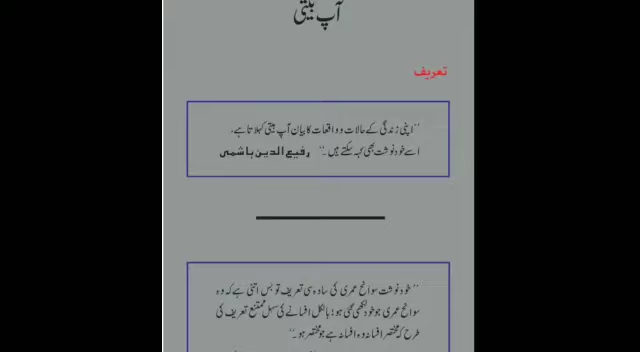 آپ بیتی
تعریف
’’اپنی زندگی کے حالات و واقعات کا بیان آپ بیتی کہلاتا ہے،
اسے خود نوشت بھی کہہ سکتے ہیں۔‘‘ رفیع الدین ہاشمی
’’خود نوشت سوانح عمری کی سادہ سی تعریف تو بس اتنی ہے کہ وہ
سوانح عمری جو خود لکھی گئی ہو؛ بالکل افسانے کی سہل ممتنع تعریف کی
طرح کہ مختصر افسانہ وہ افسانہ ہے جو مختصر ہو۔‘‘